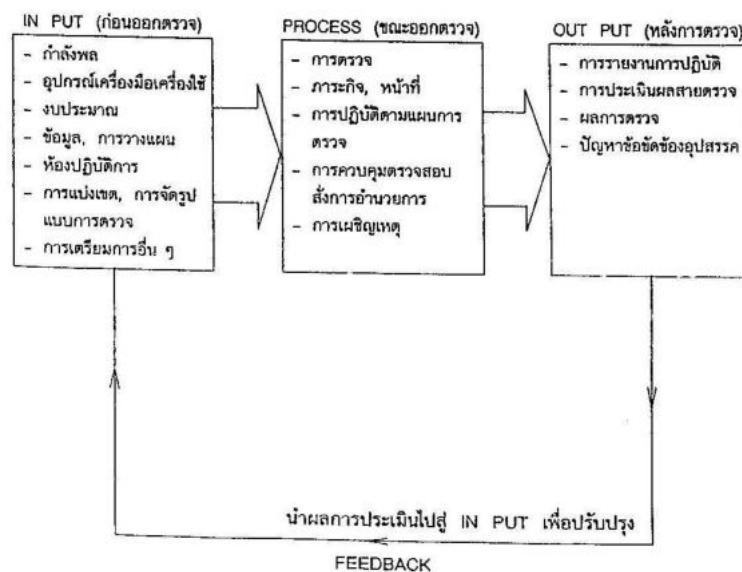 IN PUT (ก่อนออกตรวจ)
- กำลังพล
- อุปกรณ์เครื่องมือเครื่องใช้
- งบประมาณ
- ข้อมูล, การวางแผน
- ห้องปฏิบัติการ
- การแบ่งเขต, การจัดรูป
แบบการตรวจ
- การเตรียมการอื่น ๆ
PROCESS (ขณะออกตรวจ)
- การตรวจ
- ภาระกิจ, หน้าที่
- การปฏิบัติตามแผนการ
ตรวจ
- การควบคุมตรวจสอบ
สั่งการอำนวยการ
- การเผชิญเหตุ
OUT PUT (หลังการตรวจ)
- การรายงานการปฏิบัติ
- การประเมินผลสายตรวจ
- ผลการตรวจ
- ปัญหาข้อขัดข้องอุปสรรค
นำผลการประเมินไปสู่ IN PUT เพื่อปรับปรุง
FEEDBACK